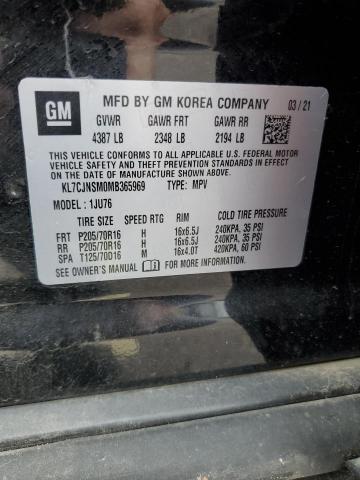 GM
MFD BY GM KOREA COMPANY 03/21
GVWR GAWR FRT GAWR RR
4387 LB 2348 LB 2194 LB
THIS VEHICLE CONFORMS TO ALL APPLICABLE U.S. FEDERAL MOTOR
VEHICLE SAFETY, BUMPER, AND THEFT PREVENTION STANDARDS
IN EFFECT ON THE DATE OF MANUFACTURE SHOWN ABOVE.
KL7CJNSM0MB365969 TYPE: MPV
MODEL: 1JU76
TIRE SIZE SPEED RTG RIM COLD TIRE PRESSURE
FRT P205/70R16 H 16x6.5J 240KPA, 35 PSI
RR P205/70R16 H 16x6.5J 240KPA, 35 PSI
SPA T125/70D16 M 16x4.0T 420KPA, 60 PSI
SEE OWNER'S MANUAL FOR MORE INFORMATION.